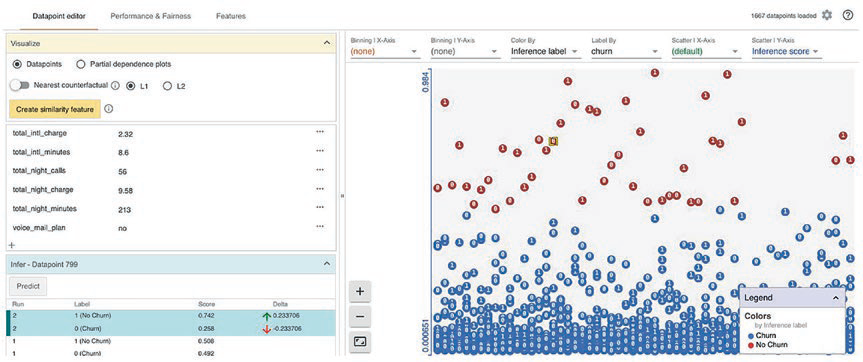 Datapoint editor Performance & Fairness Features 1667 datapoints loaded
Visualize
Datapoints Partial dependence plots
Nearest counterfactual L1 L2
Create similarity feature
total_intl_charge 2.32
total_intl_minutes 8.6
total_night_calls 56
total_night_charge 9.58
total_night_minutes 213
voice_mail_plan no
+
Infer - Datapoint 799
Predict
Run Label Score Delta
2 1 (No Churn) 0.742 0.233706
2 0 (Churn) 0.258 -0.233706
1 1 (No Churn) 0.508
1 0 (Churn) 0.492
Binning | X-Axis Binning | Y-Axis Color By Label By Scatter | X-Axis Scatter | Y-Axis
(none) (none) Inference label churn (default) Inference score
0.984
0.000651
Legend
Colors
by Inference label
Churn
No Churn